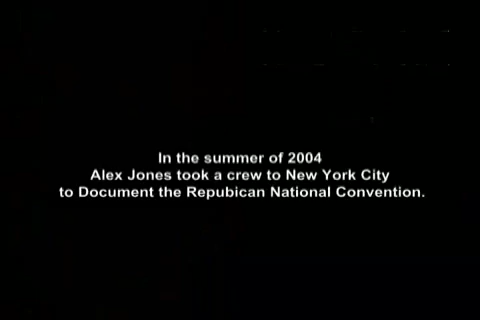 In the summer of 2004
Alex Jones took a crew to New York City
to Document the Repubican National Convention.